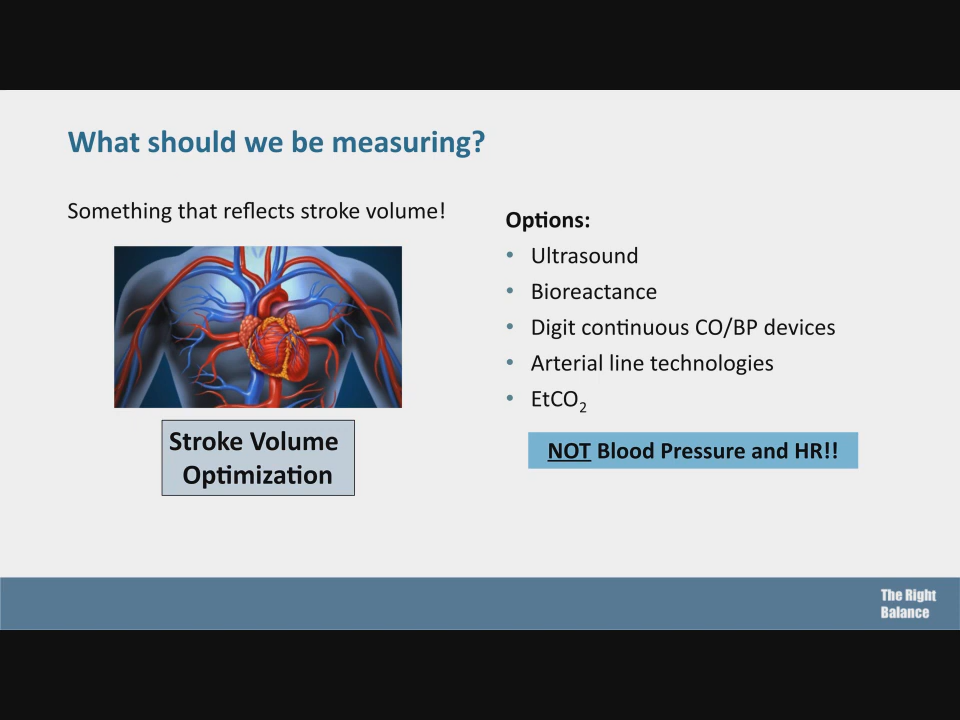 What should we be measuring?
Something that reflects stroke volume!
Stroke Volume
Optimization
Options:
• Ultrasound
• Bioreactance
• Digit continuous CO/BP devices
• Arterial line technologies
• EtCO₂
NOT Blood Pressure and HR!!
The Right
Balance